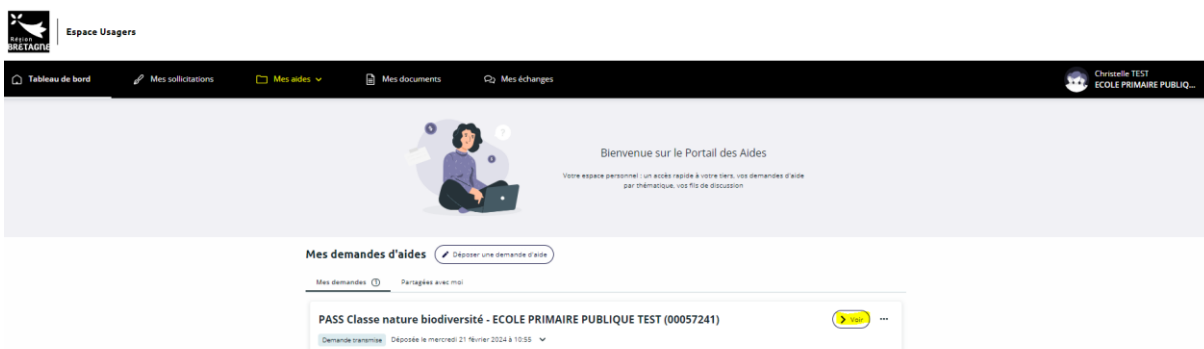 Région
BRETAGNE
Espace Usagers
Tableau de bord
Mes sollicitations
Mes aides
Mes documents
Mes échanges
Christelle TEST
ECOLE PRIMAIRE PUBLIQ...
?
Bienvenue sur le Portail des Aides
Votre espace personnel : un accès rapide à votre tiers, vos demandes d'aide
par thématique, vos fils de discussion
Mes demandes d'aides
Déposer une demande d'aide
Mes demandes 1
Partagées avec moi
PASS Classe nature biodiversité - ECOLE PRIMAIRE PUBLIQUE TEST (00057241)
Voir
...
Demande transmise Déposée le mercredi 21 février 2024 à 10:55